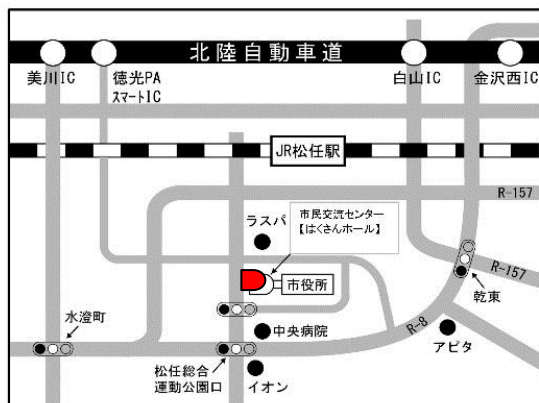 北陸自動車道
美川IC
徳光PA
スマートIC
白山IC
金沢西IC
JR松任駅
R-157
ラスパ
市民交流センター
【はくさんホール】
市役所
R-157
乾東
水澄町
中央病院
R-8
アピタ
松任総合
運動公園口
イオン